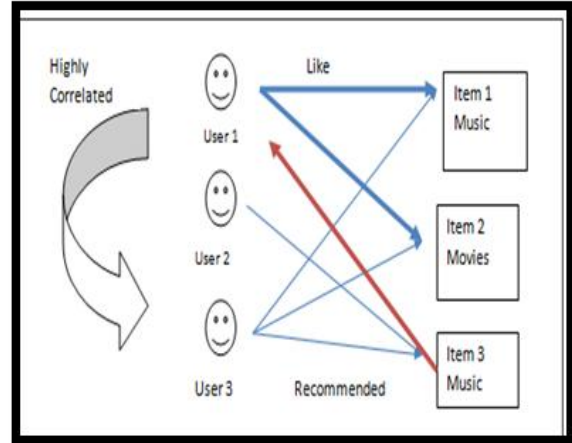 Highly
Correlated
Like
User 1
User 2
User 3
Item 1
Music
Item 2
Movies
Item 3
Music
Recommended